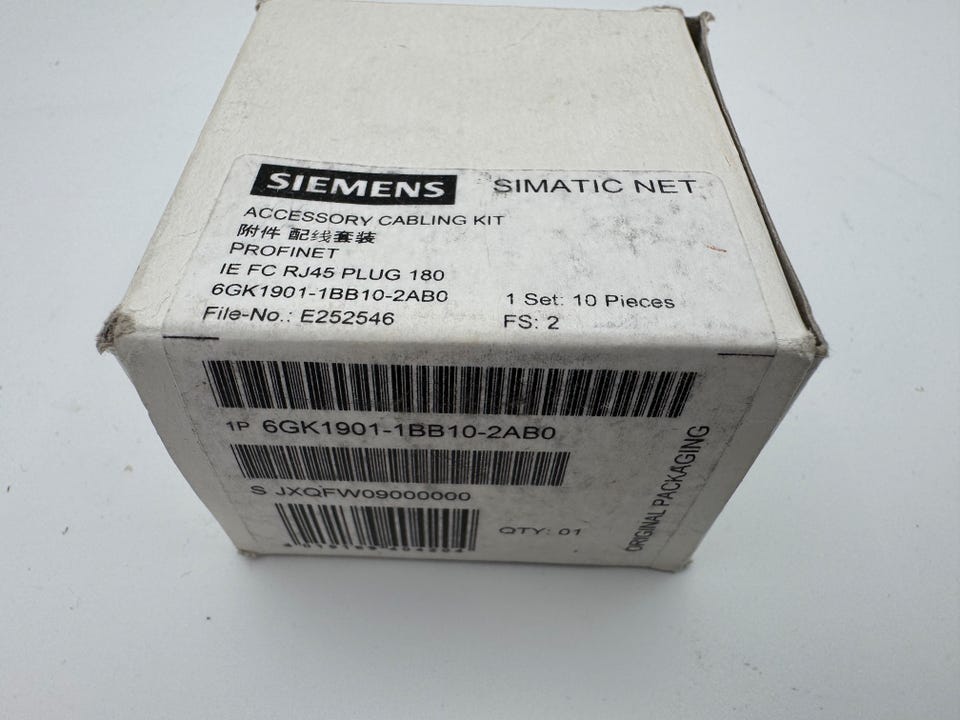 SIEMENS SIMATIC NET
ACCESSORY CABLING KIT
附件 配线套装
PROFINET
IE FC RJ45 PLUG 180
6GK1901-1BB10-2AB0 1 Set: 10 Pieces
File-No.: E252546 FS: 2
1P 6GK1901-1BB10-2AB0
S JXQFW09000000
QTY: 01
ORIGINAL PACKAGING